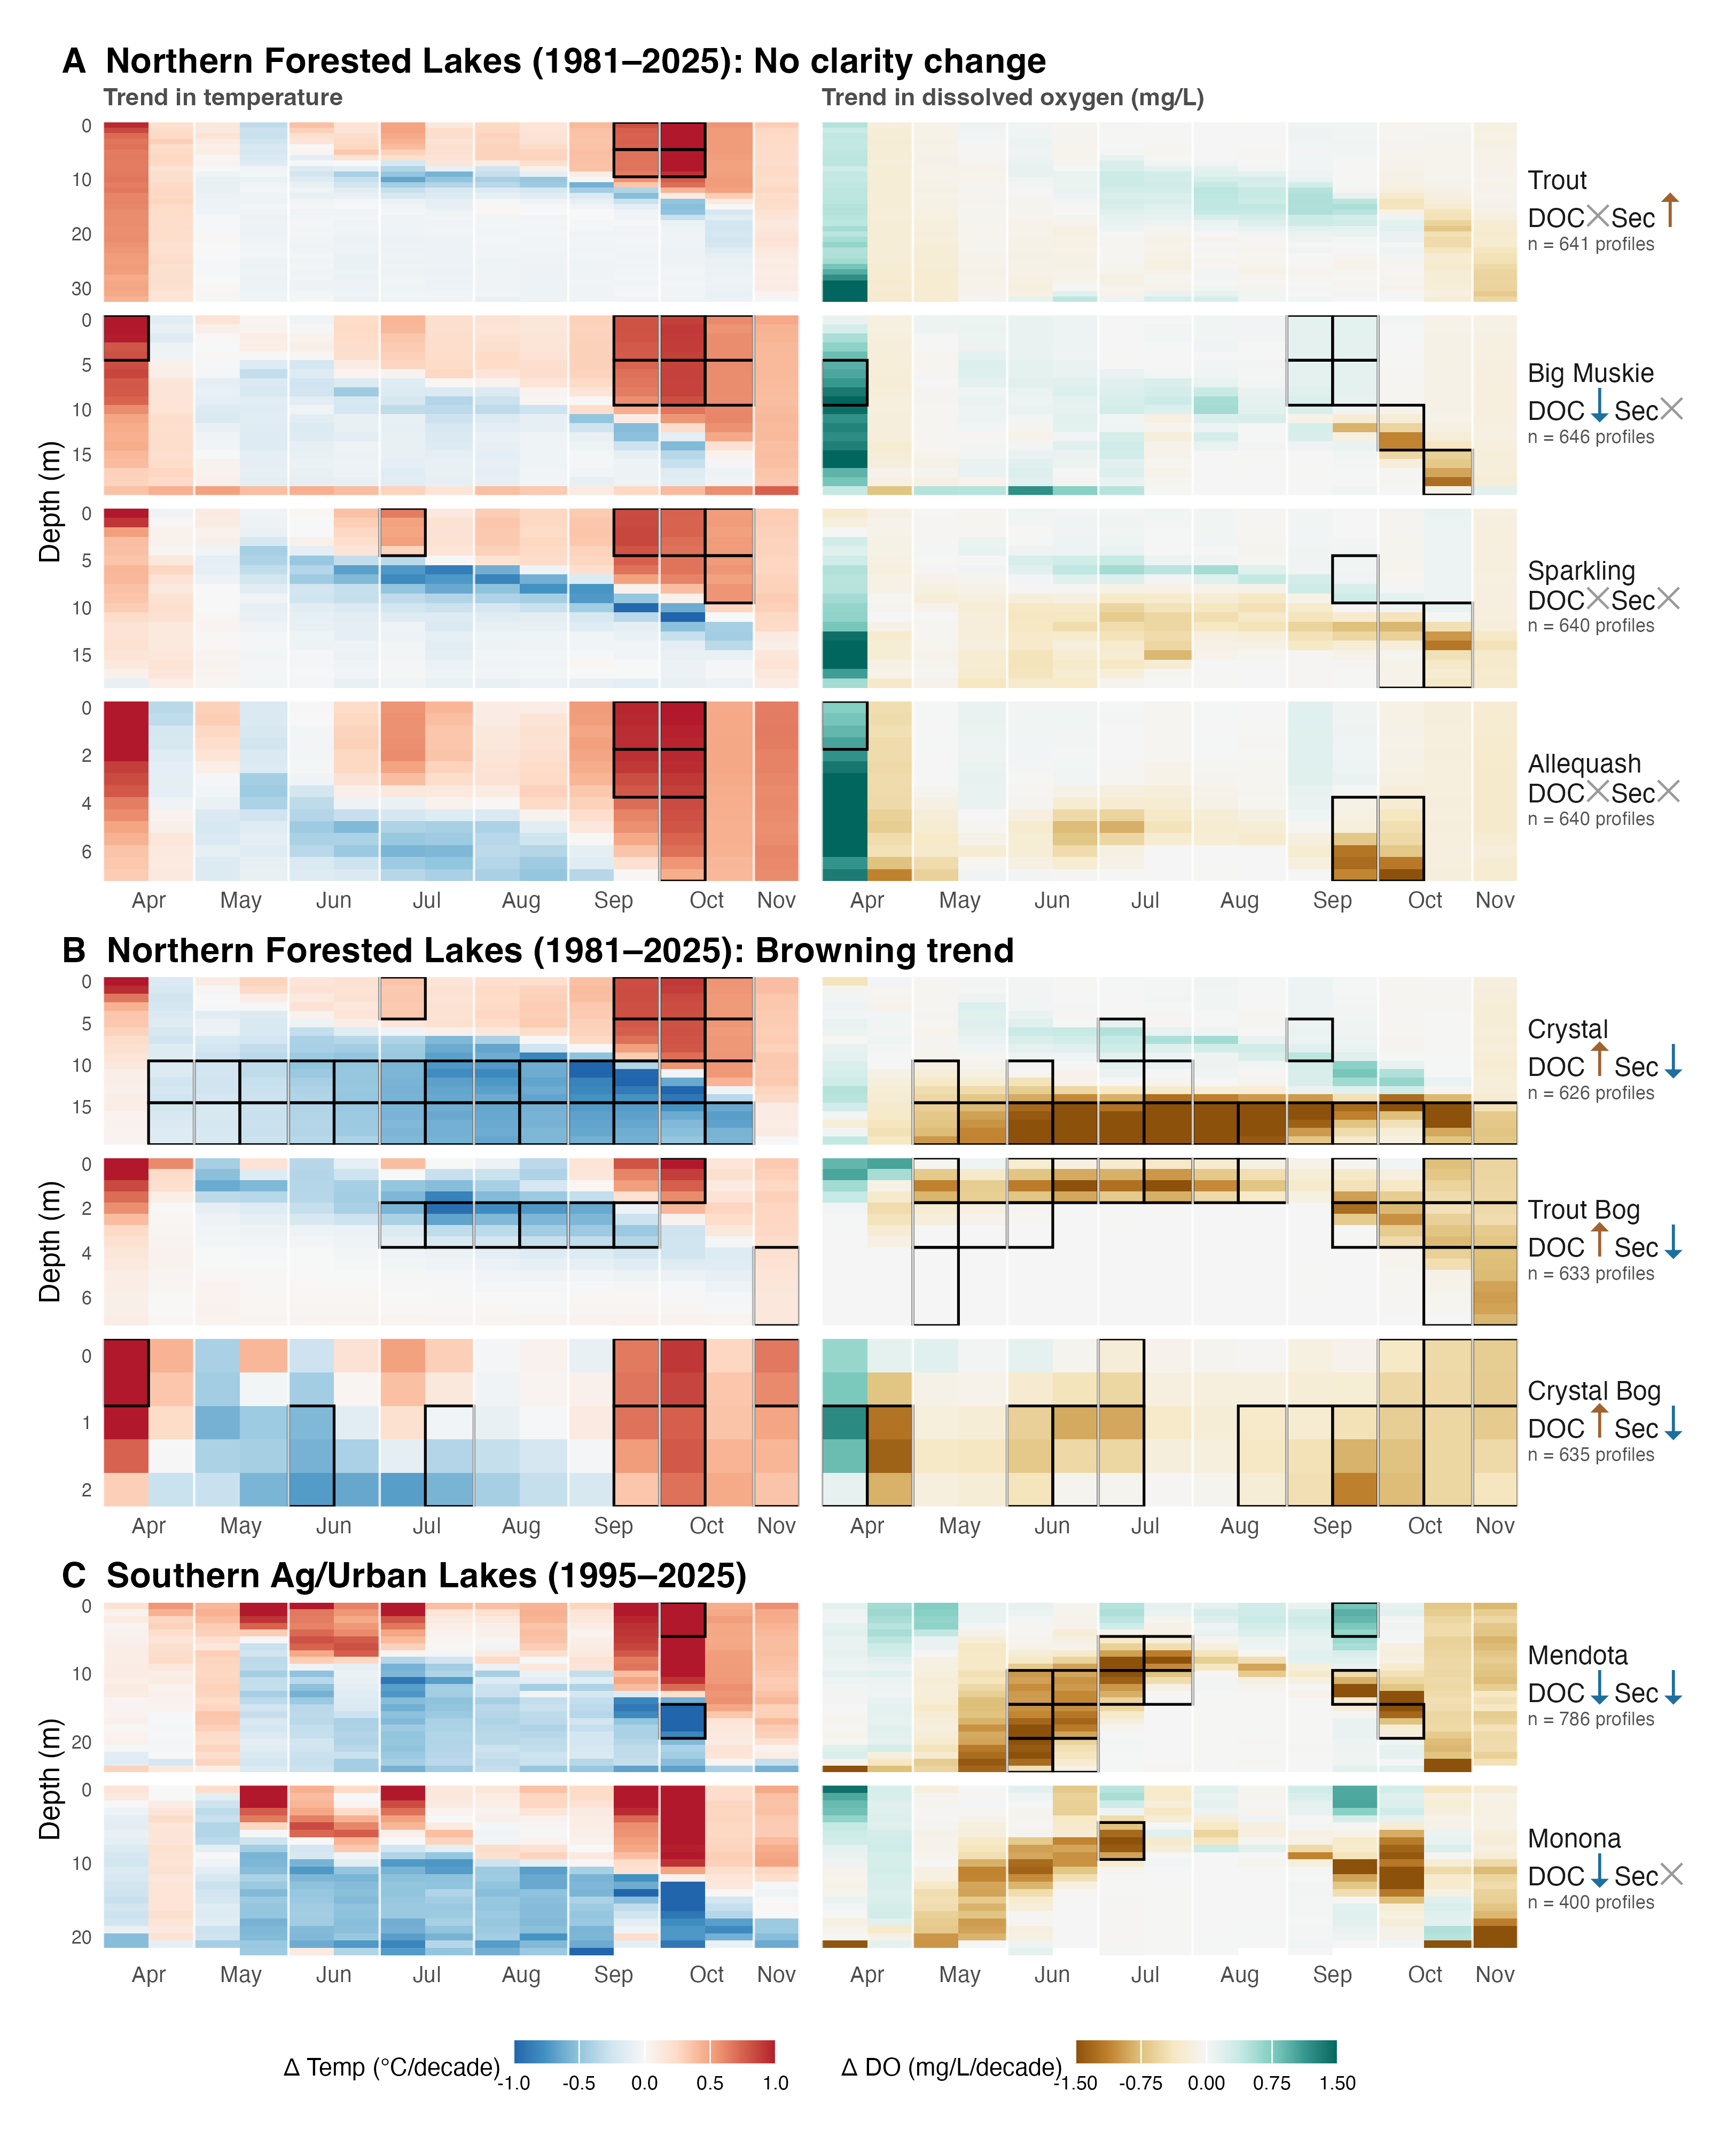 A Northern Forested Lakes (1981–2025): No clarity change
Trend in temperature
Trend in dissolved oxygen (mg/L)
Depth (m)
0
10
20
30
Trout
DOC Sec
n = 641 profiles
0
5
10
15
Big Muskie
DOC Sec
n = 646 profiles
0
5
10
15
Sparkling
DOC Sec
n = 640 profiles
0
2
4
6
Allequash
DOC Sec
n = 640 profiles
Apr May Jun Jul Aug Sep Oct Nov
Apr May Jun Jul Aug Sep Oct Nov
B Northern Forested Lakes (1981–2025): Browning trend
0
5
10
15
Crystal
DOC Sec
n = 626 profiles
Depth (m)
0
2
4
6
Trout Bog
DOC Sec
n = 633 profiles
0
1
2
Crystal Bog
DOC Sec
n = 635 profiles
Apr May Jun Jul Aug Sep Oct Nov
Apr May Jun Jul Aug Sep Oct Nov
C Southern Ag/Urban Lakes (1995–2025)
Depth (m)
0
10
20
Mendota
DOC Sec
n = 786 profiles
0
10
20
Monona
DOC Sec
n = 400 profiles
Apr May Jun Jul Aug Sep Oct Nov
Apr May Jun Jul Aug Sep Oct Nov
Δ Temp (°C/decade)
-1.0 -0.5 0.0 0.5 1.0
Δ DO (mg/L/decade)
-1.50 -0.75 0.00 0.75 1.50